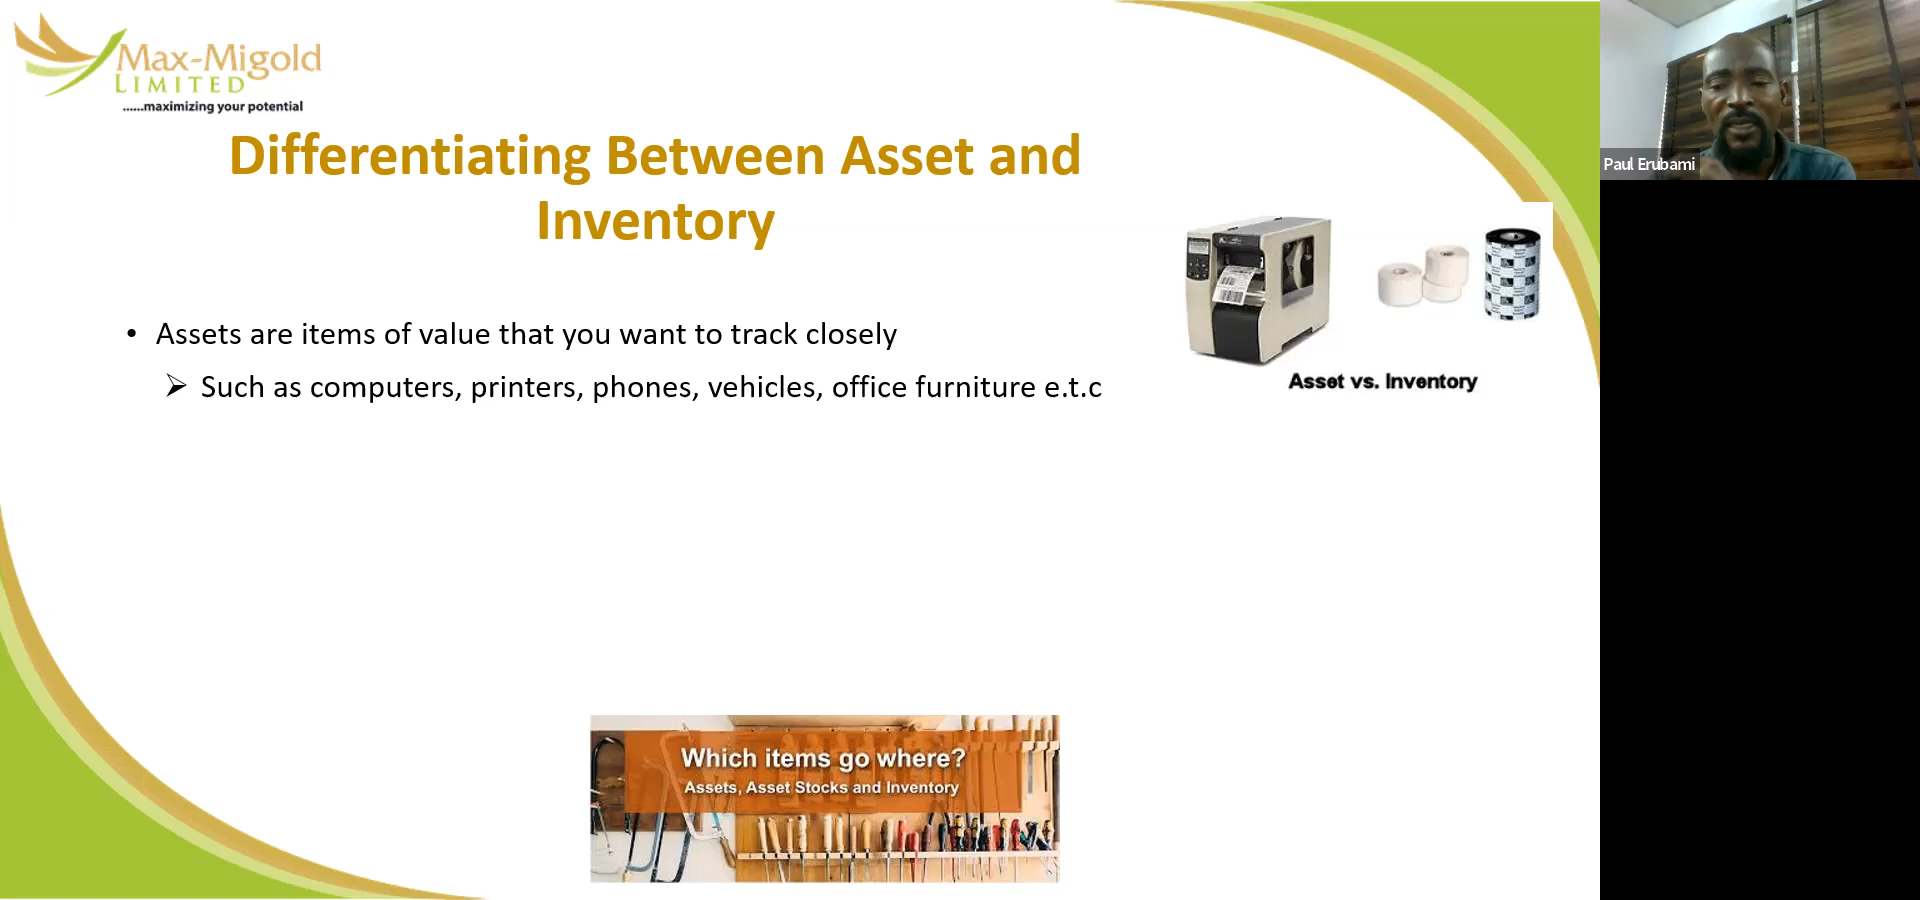 Max-Migold
LIMITED
......maximizing your potential
Differentiating Between Asset and
Inventory
• Assets are items of value that you want to track closely
➢ Such as computers, printers, phones, vehicles, office furniture e.t.c
Asset vs. Inventory
Which items go where?
Assets, Asset Stocks and Inventory
Paul Erubami